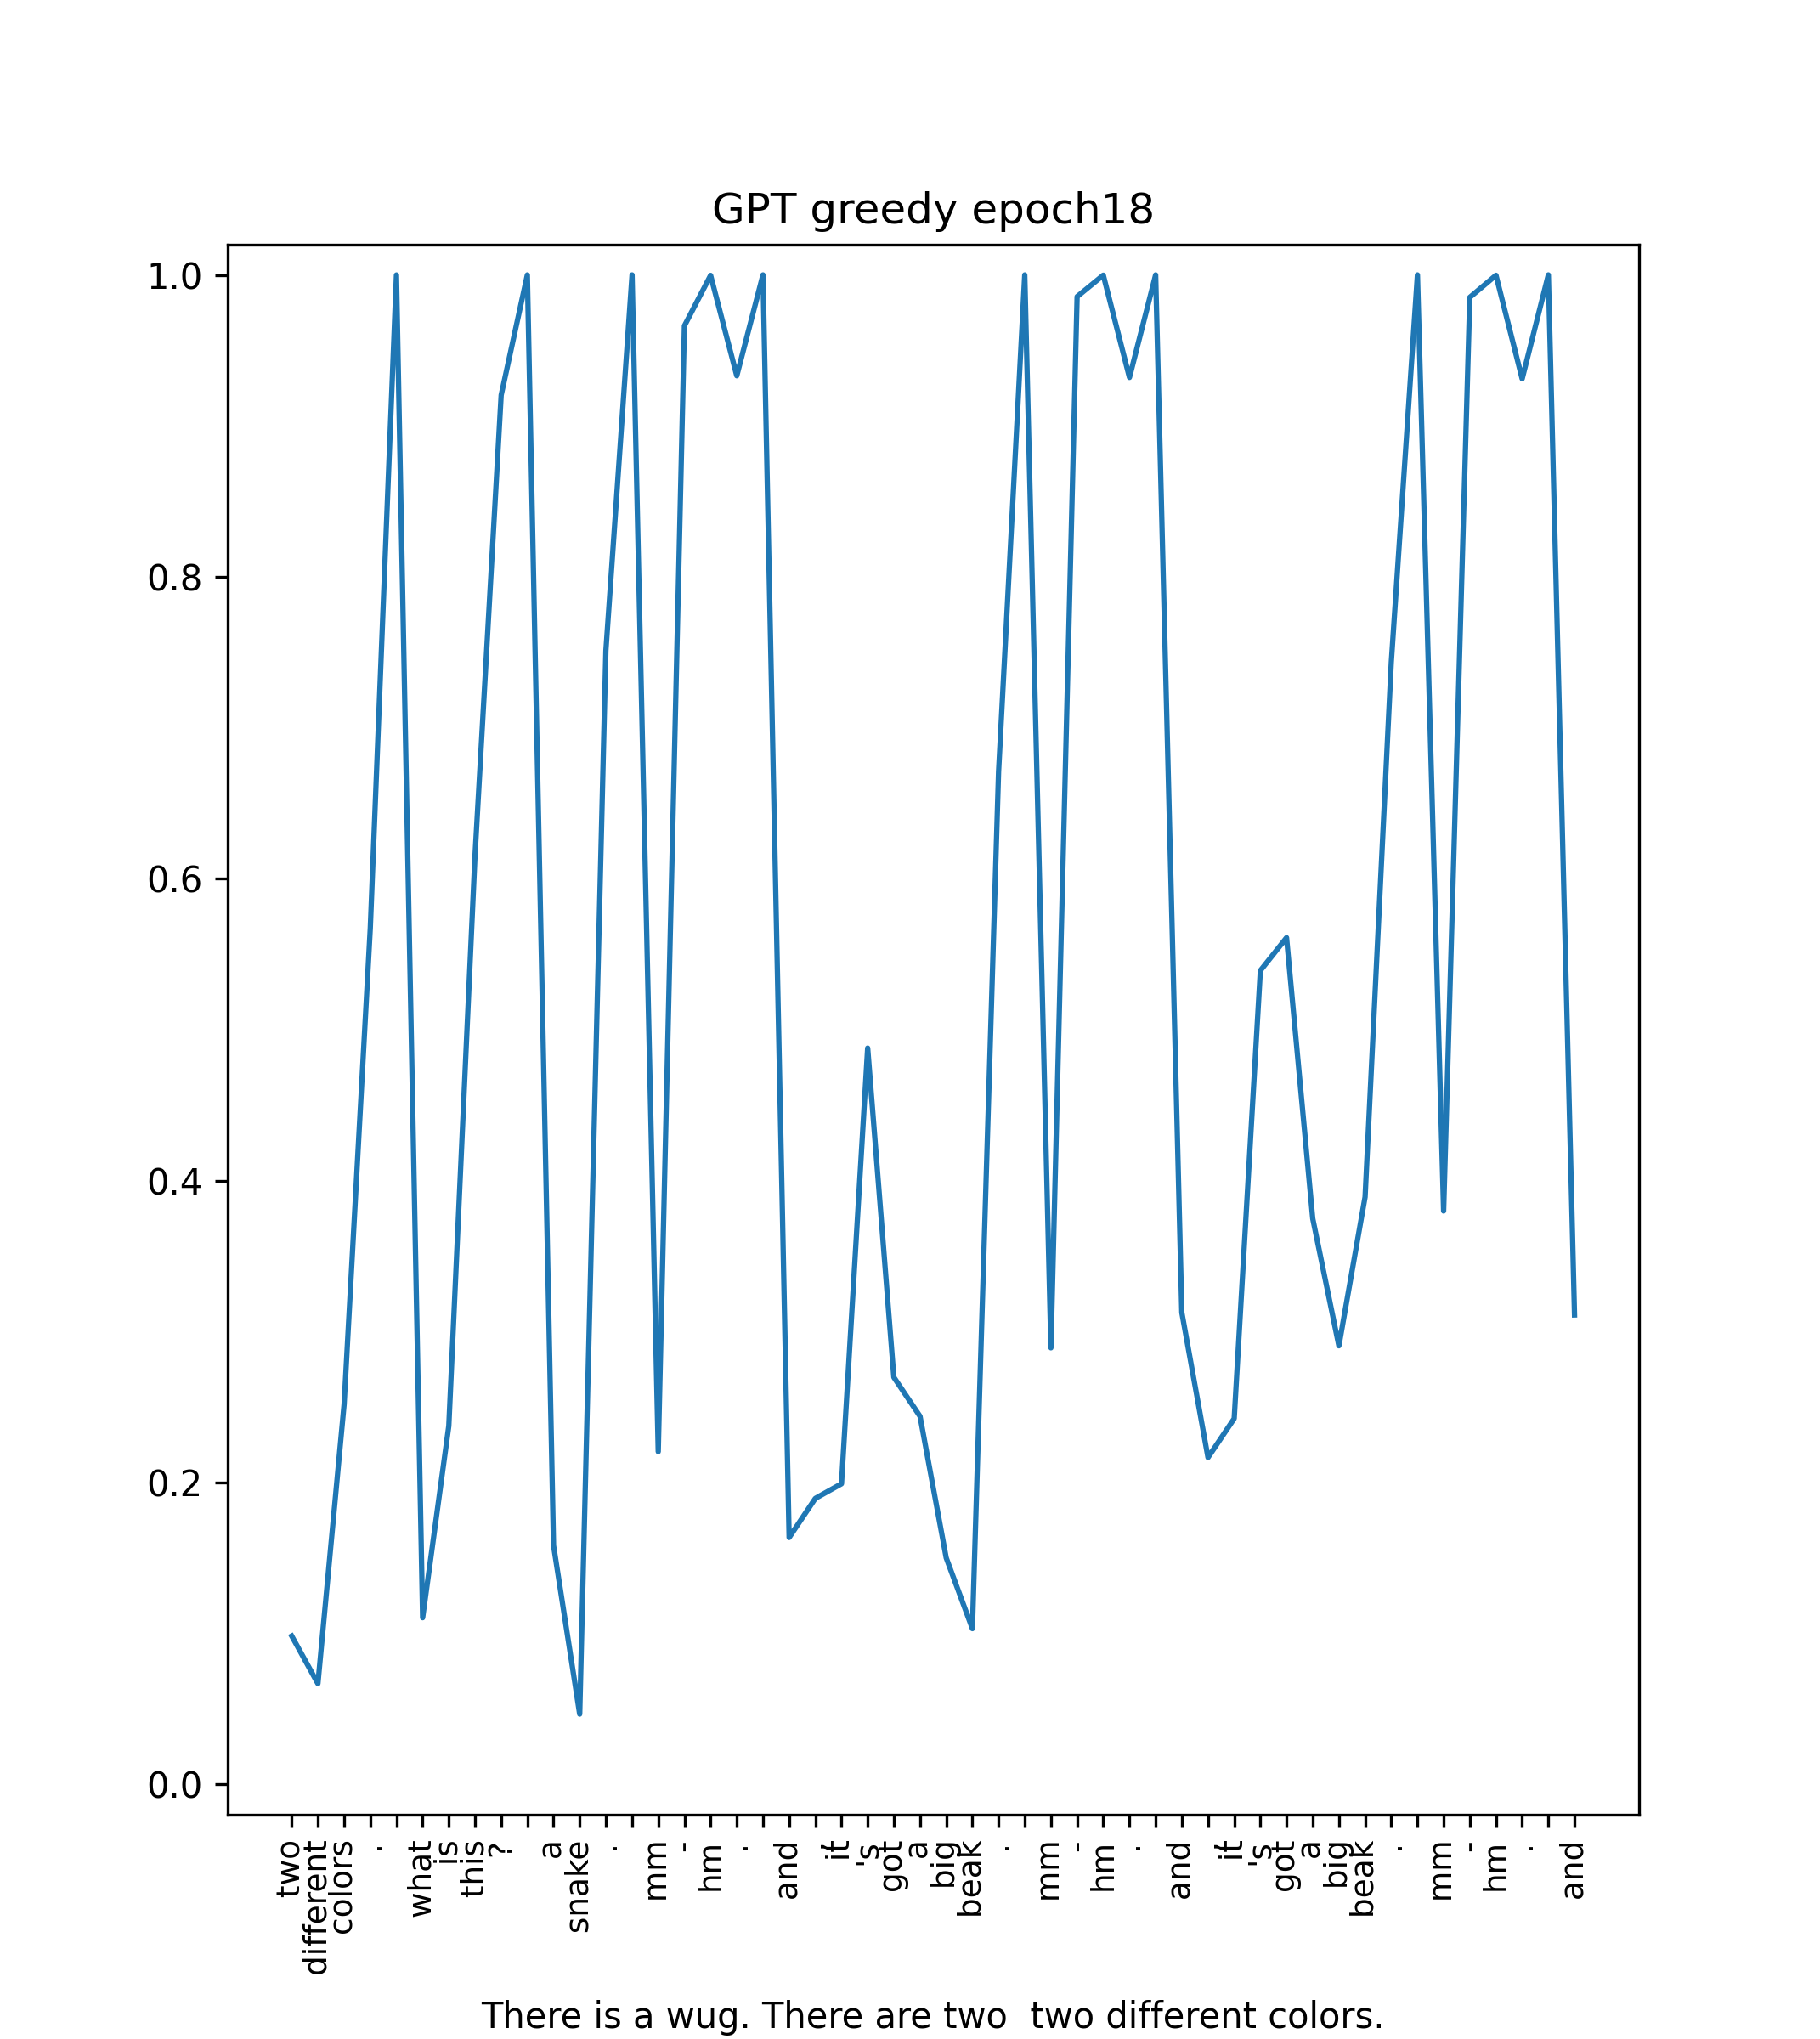 GPT greedy epoch18
1.0
0.8
0.6
0.4
0.2
0.0
two
different
colors
.
what
is
this
?
a
snake
.
mm
-
hm
.
and
,
it
's
got
a
big
beak
.
mm
-
hm
.
and
,
it
's
got
a
big
beak
.
mm
-
hm
.
and
There is a wug. There are two  two different colors.